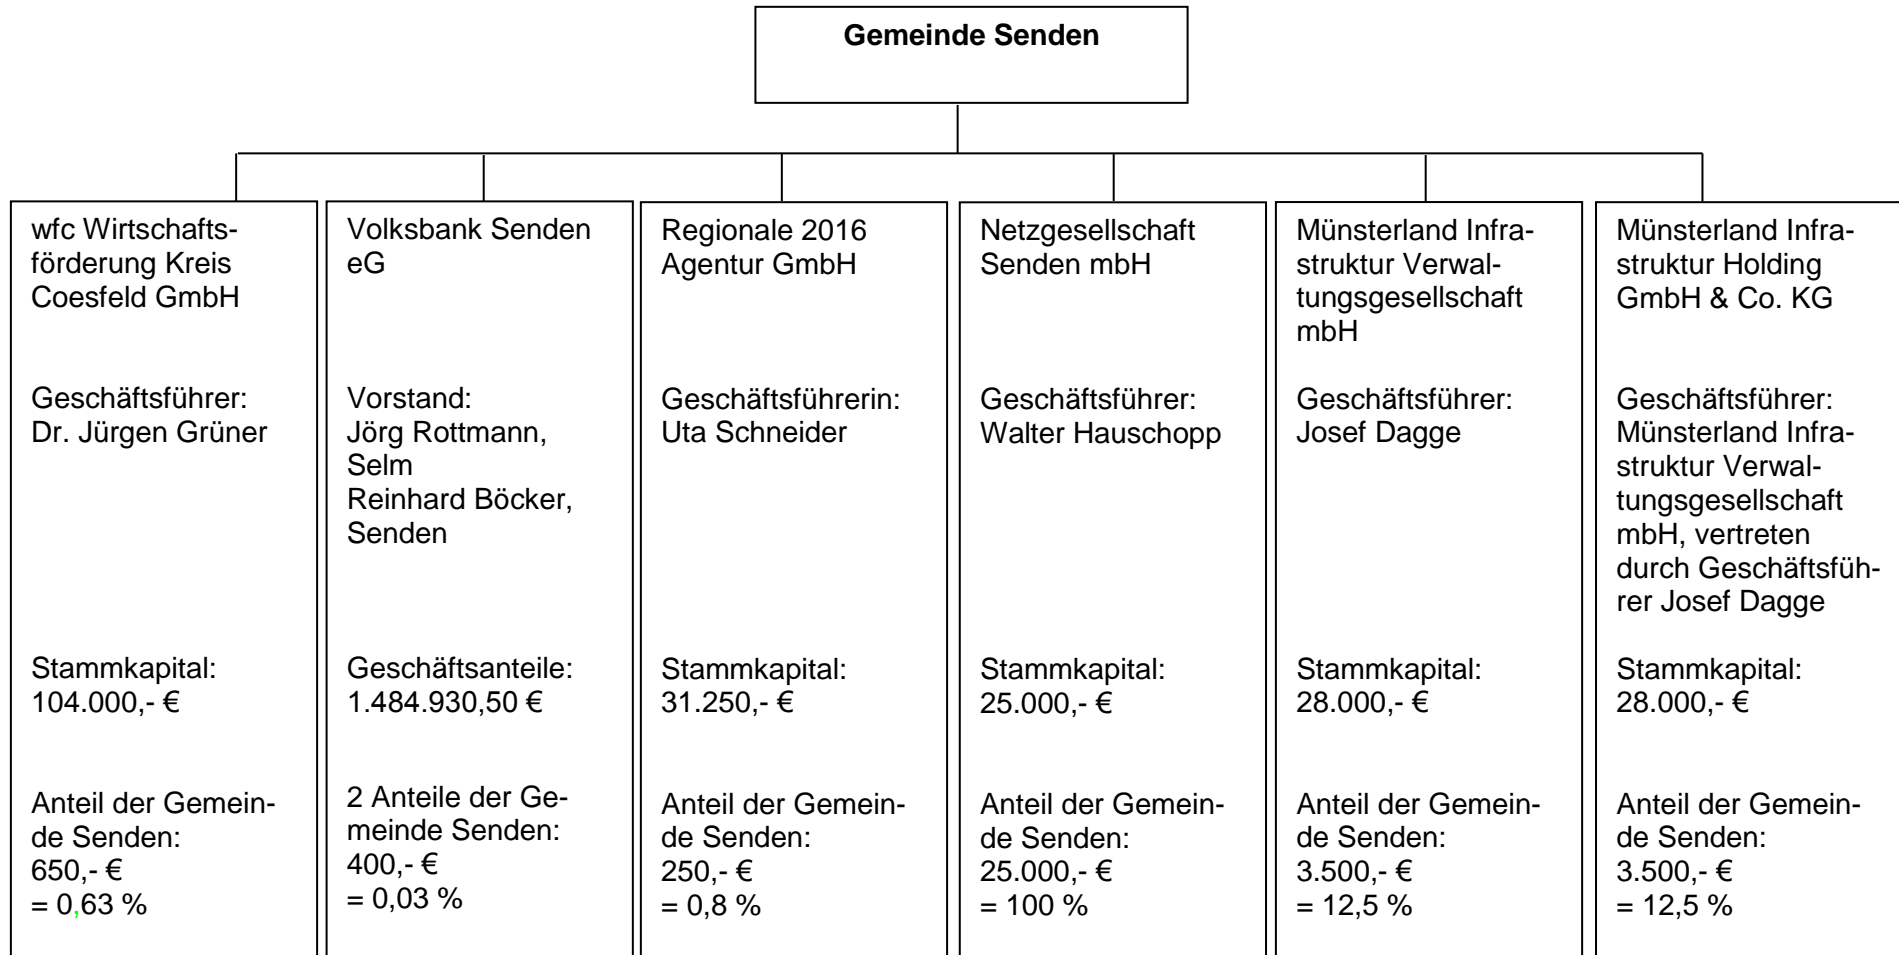 Gemeinde Senden
wfc Wirtschafts-
förderung Kreis
Coesfeld GmbH
Geschäftsführer:
Dr. Jürgen Grüner
Stammkapital:
104.000,- €
Anteil der Gemein-
de Senden:
650,- €
= 0,63 %
Volksbank Senden
eG
Vorstand:
Jörg Rottmann,
Selm
Reinhard Böcker,
Senden
Geschäftsanteile:
1.484.930,50 €
2 Anteile der Ge-
meinde Senden:
400,- €
= 0,03 %
Regionale 2016
Agentur GmbH
Geschäftsführerin:
Uta Schneider
Stammkapital:
31.250,- €
Anteil der Gemein-
de Senden:
250,- €
= 0,8 %
Netzgesellschaft
Senden mbH
Geschäftsführer:
Walter Hauschopp
Stammkapital:
25.000,- €
Anteil der Gemein-
de Senden:
25.000,- €
= 100 %
Münsterland Infra-
struktur Verwal-
tungsgesellschaft
mbH
Geschäftsführer:
Josef Dagge
Stammkapital:
28.000,- €
Anteil der Gemein-
de Senden:
3.500,- €
= 12,5 %
Münsterland Infra-
struktur Holding
GmbH & Co. KG
Geschäftsführer:
Münsterland Infra-
struktur Verwal-
tungsgesellschaft
mbH, vertreten
durch Geschäftsfüh-
rer Josef Dagge
Stammkapital:
28.000,- €
Anteil der Gemein-
de Senden:
3.500,- €
= 12,5 %